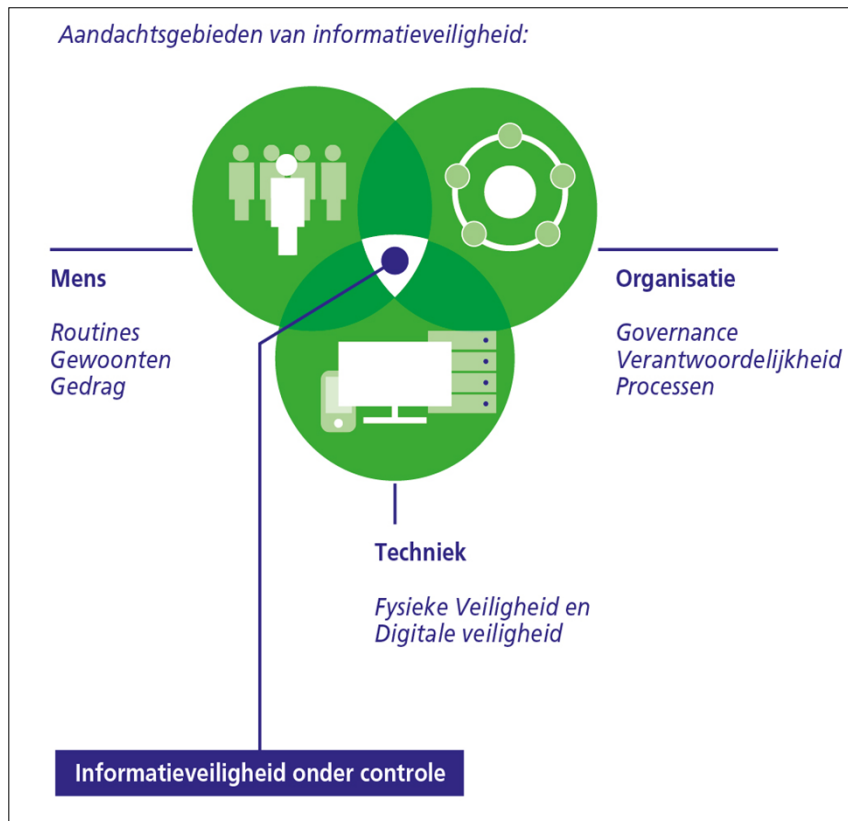 Aandachtsgebieden van informatieveiligheid:
Mens
Routines
Gewoonten
Gedrag
Organisatie
Governance
Verantwoordelijkheid
Processen
Techniek
Fysieke Veiligheid en
Digitale veiligheid
Informatieveiligheid onder controle